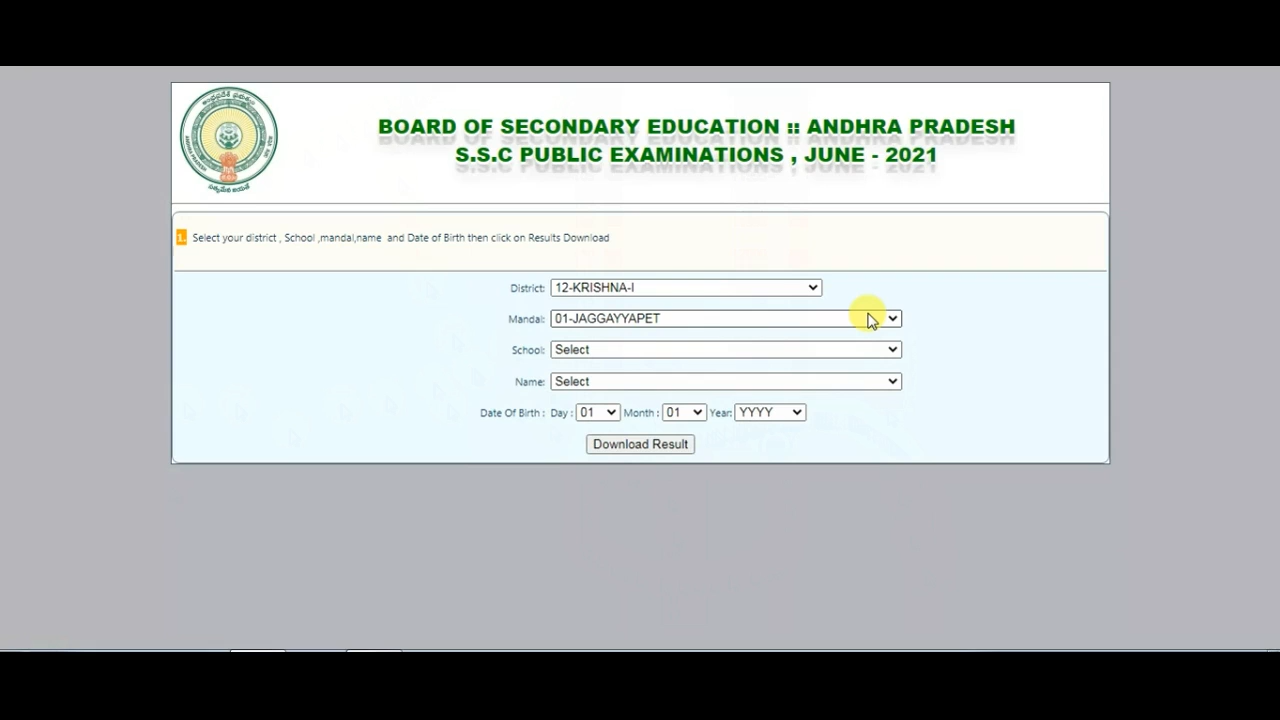 BOARD OF SECONDARY EDUCATION :: ANDHRA PRADESH
S.S.C PUBLIC EXAMINATIONS , JUNE - 2021
1. Select your district , School ,mandal,name and Date of Birth then click on Results Download
District: 12-KRISHNA-I
Mandal: 01-JAGGAYYAPET
School: Select
Name: Select
Date Of Birth : Day : 01 Month : 01 Year: YYYY
Download Result